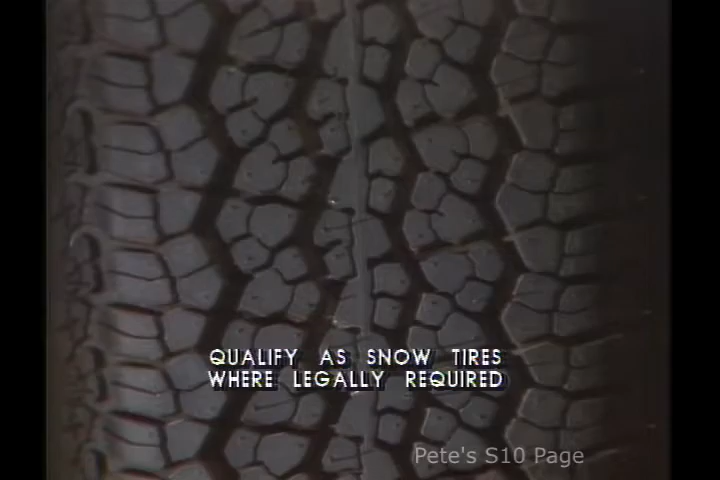 QUALIFY AS SNOW TIRES
WHERE LEGALLY REQUIRED
Pete's S10 Page